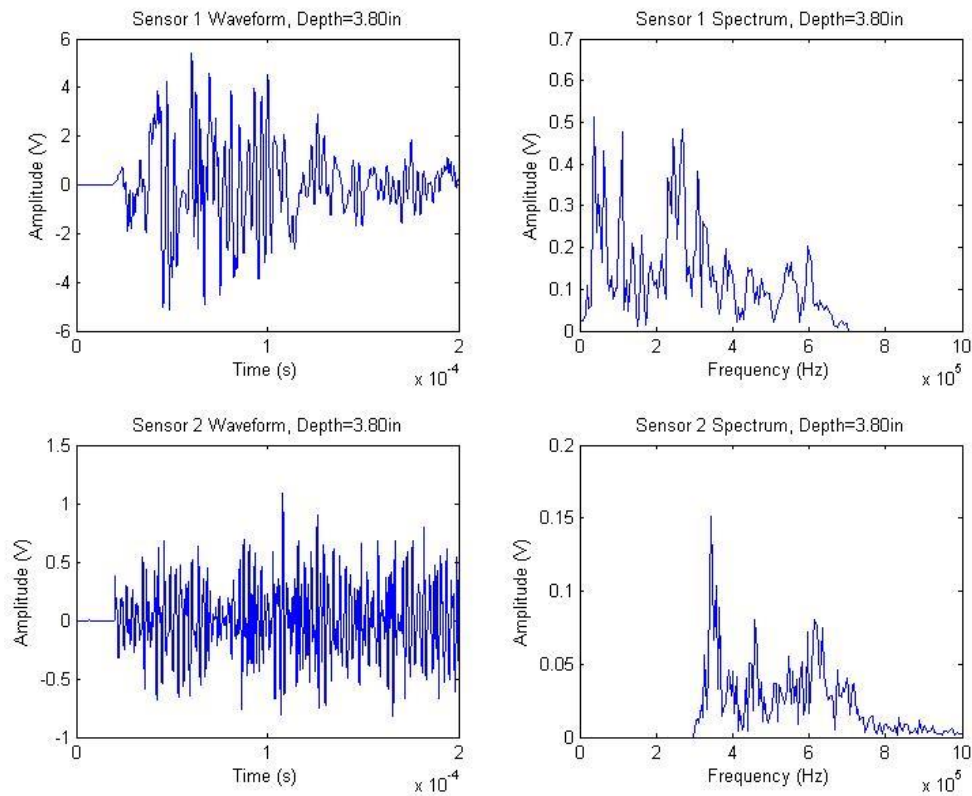 Sensor 1 Waveform, Depth=3.80in
6
4
2
0
-2
-4
-6
Amplitude (V)
0
1
2
Time (s)
x 10^-4
Sensor 1 Spectrum, Depth=3.80in
0.7
0.6
0.5
0.4
0.3
0.2
0.1
0
Amplitude (V)
0
2
4
6
8
10
Frequency (Hz)
x 10^5
Sensor 2 Waveform, Depth=3.80in
1.5
1
0.5
0
-0.5
-1
Amplitude (V)
0
1
2
Time (s)
x 10^-4
Sensor 2 Spectrum, Depth=3.80in
0.2
0.15
0.1
0.05
0
Amplitude (V)
0
2
4
6
8
10
Frequency (Hz)
x 10^5